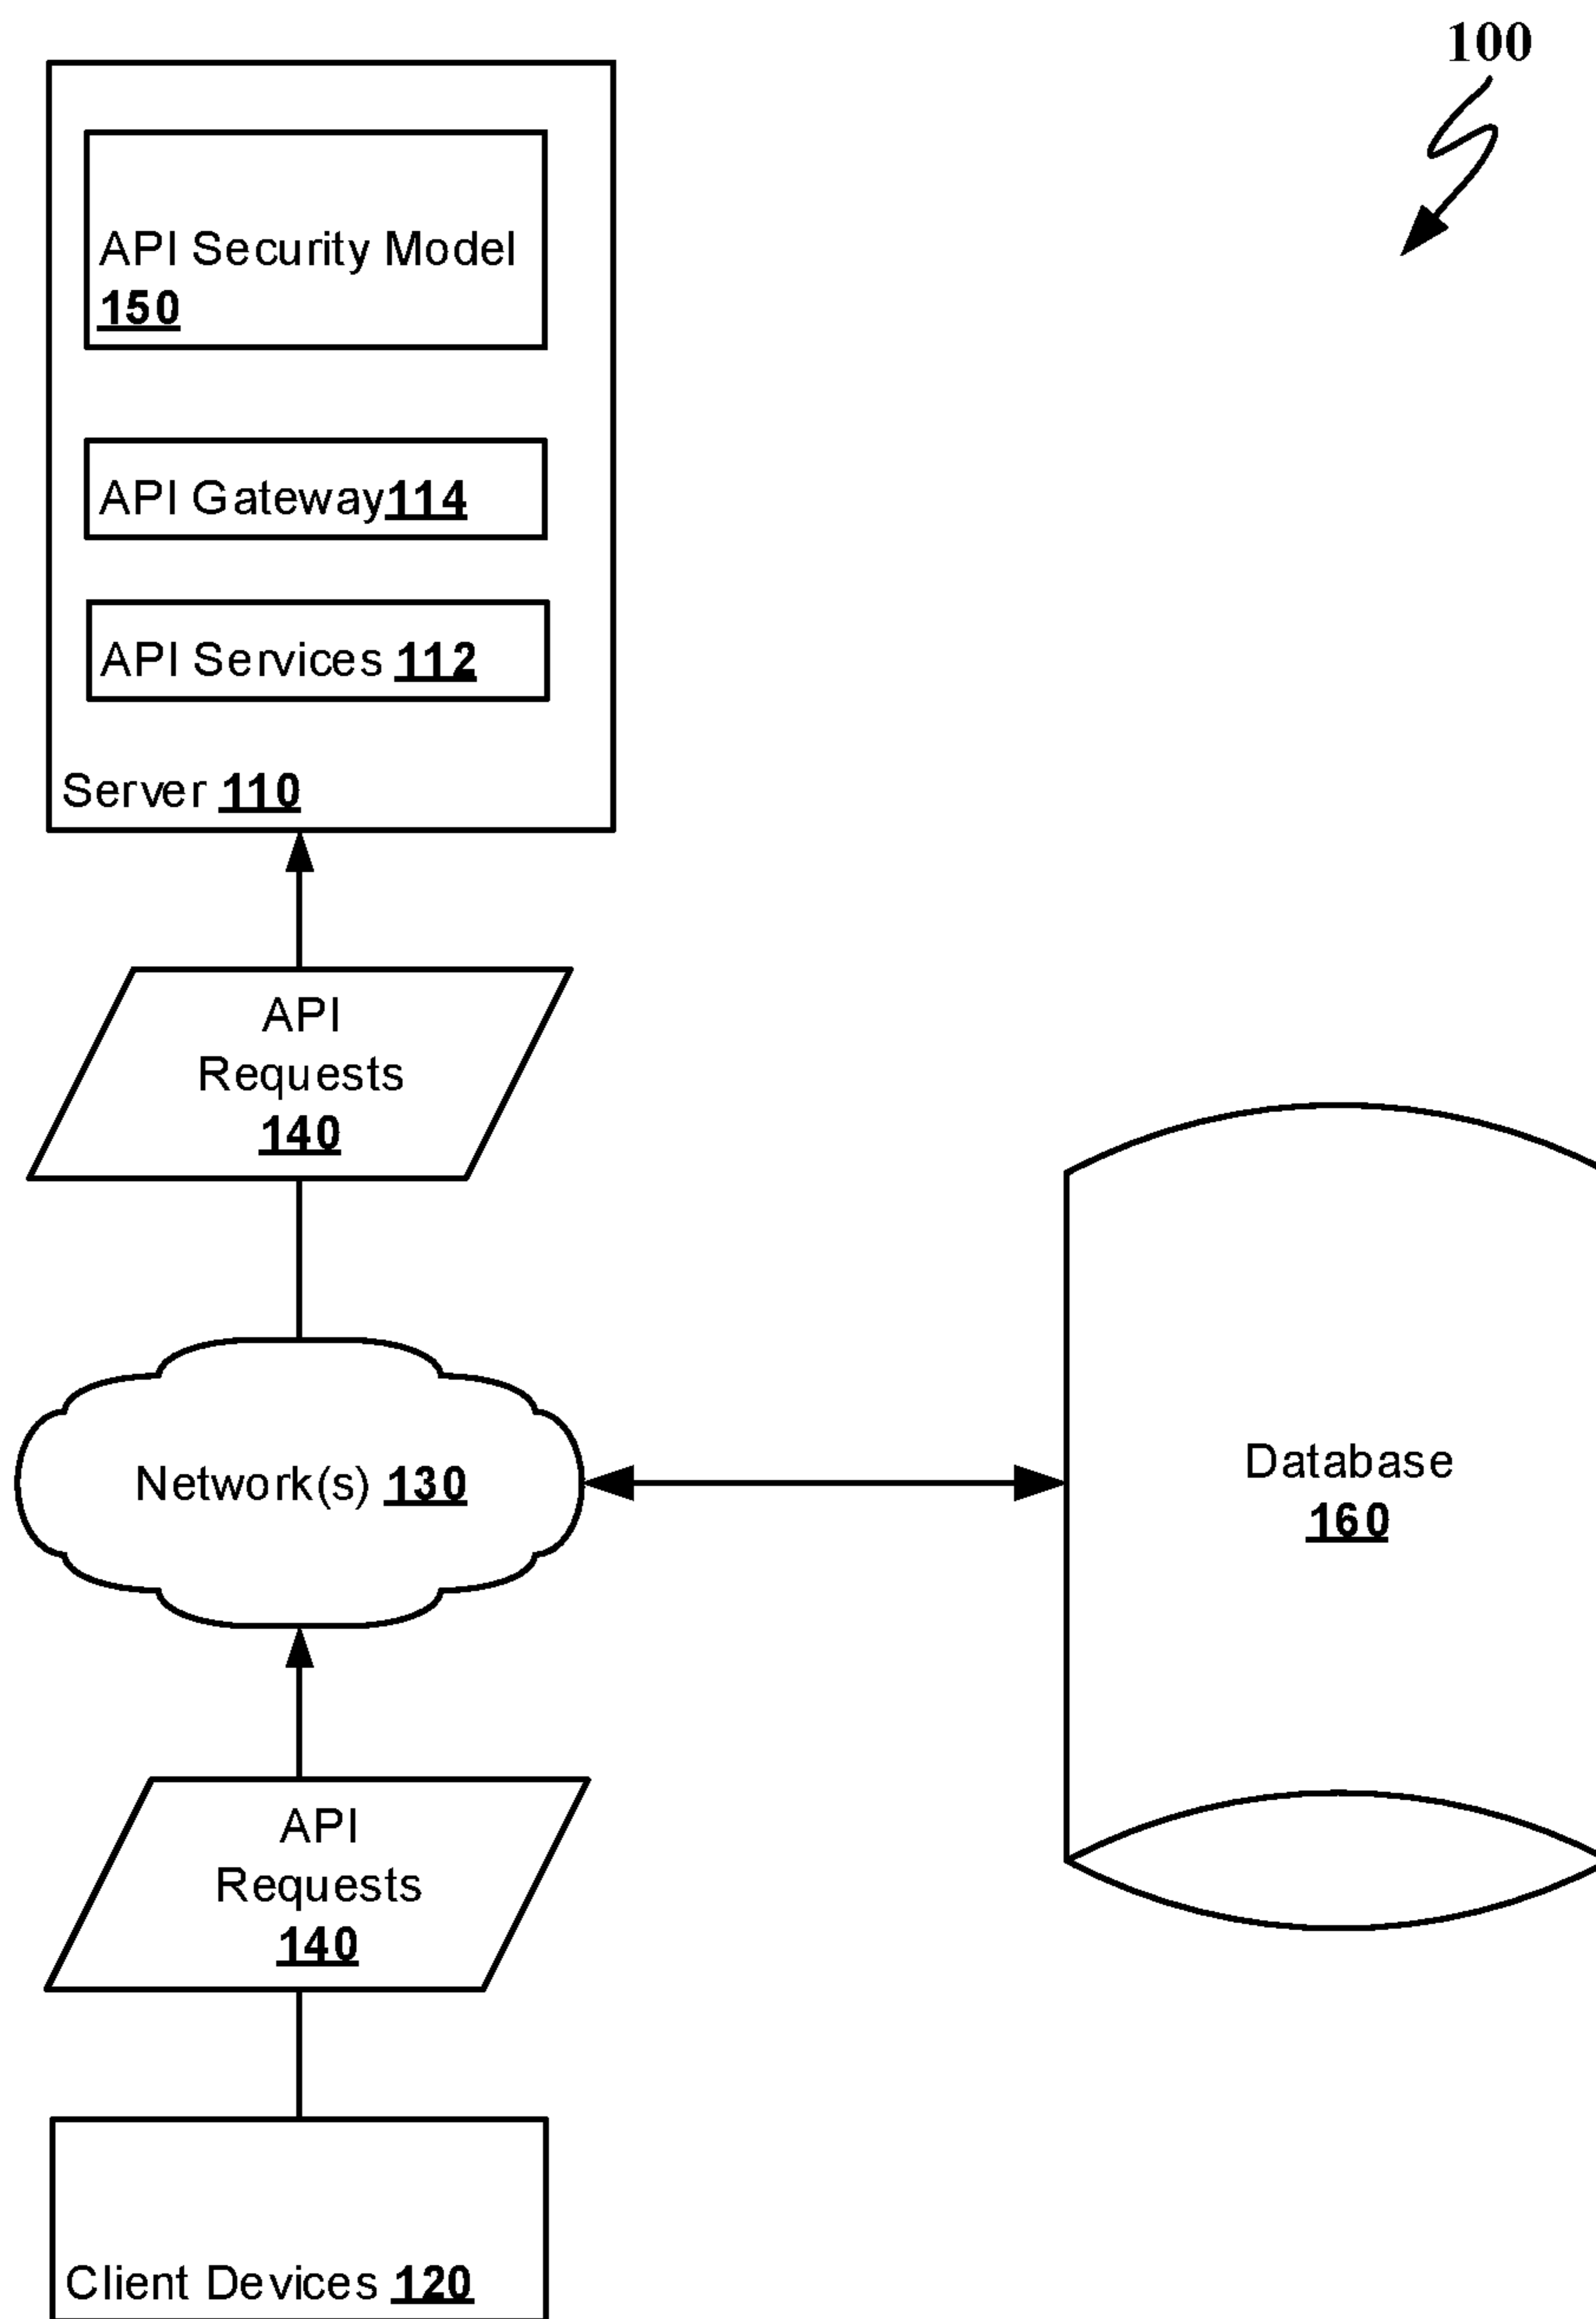 100
API Security Model
150
API Gateway114
API Services 112
Server 110
API
Requests
140
Network(s) 130
Database
160
API
Requests
140
Client Devices 120